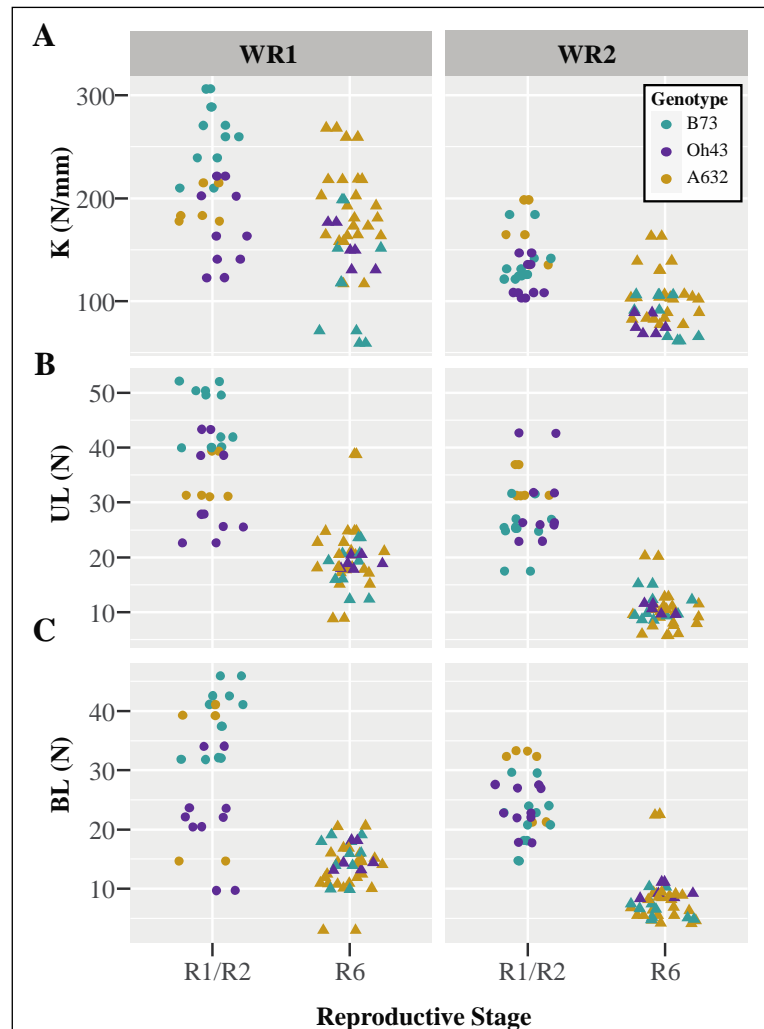 A
WR1
WR2
K (N/mm)
300
200
100
Genotype
B73
Oh43
A632
B
UL (N)
50
40
30
20
10
C
BL (N)
40
30
20
10
R1/R2
R6
R1/R2
R6
Reproductive Stage